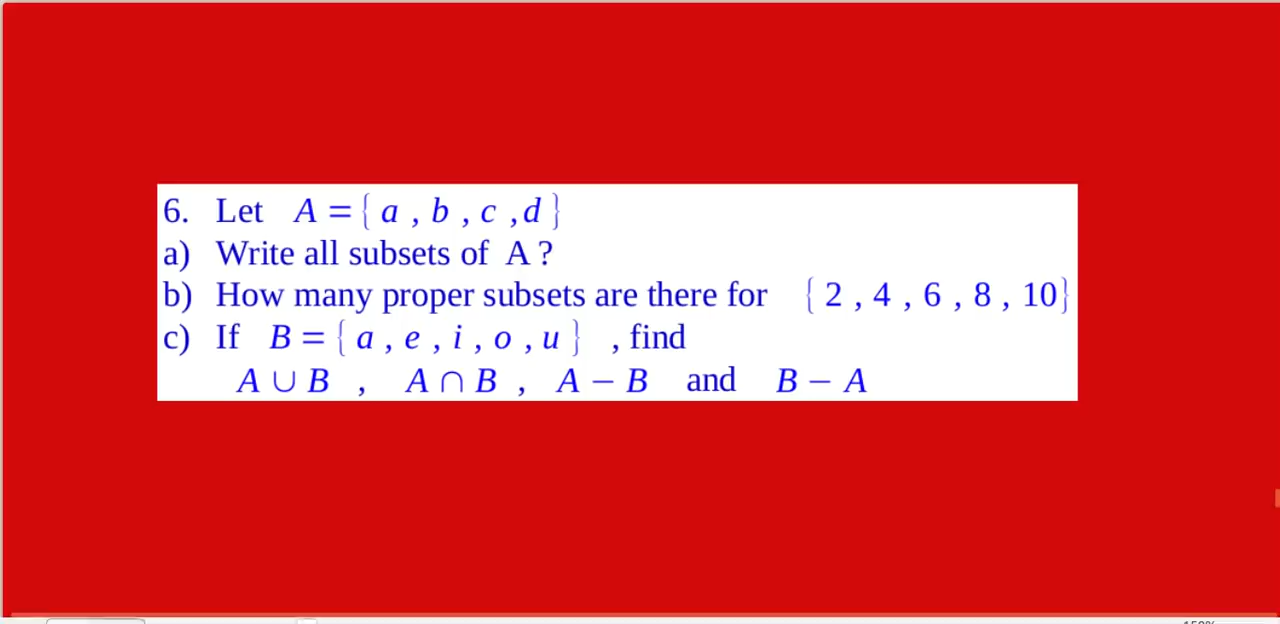 6. Let A = { a , b , c ,d }
a) Write all subsets of A ?
b) How many proper subsets are there for { 2 , 4 , 6 , 8 , 10}
c) If B = { a , e , i , o , u } , find
A ∪ B , A ∩ B , A − B and B − A